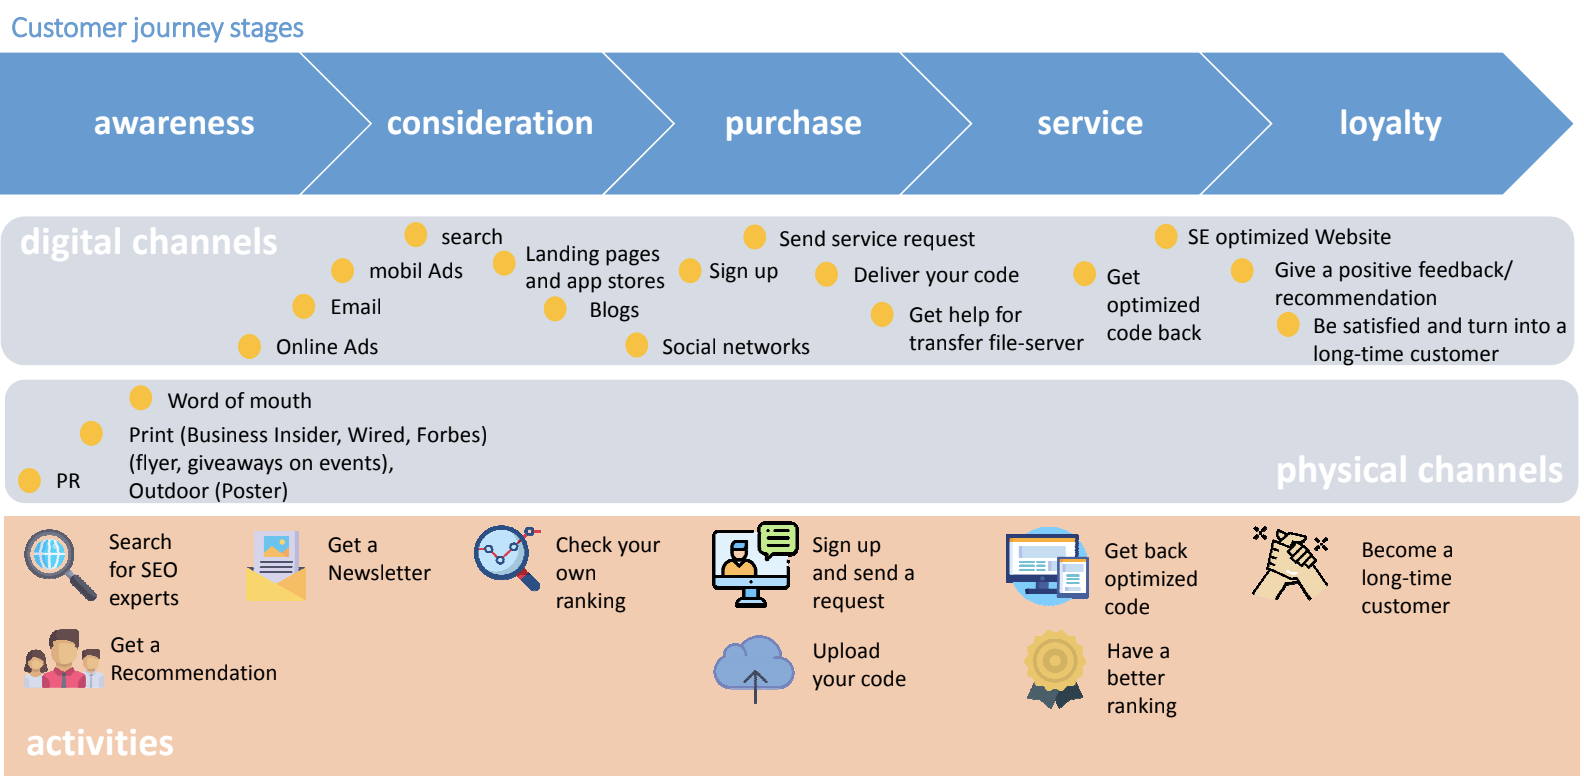 Customer journey stages
awareness
consideration
purchase
service
loyalty
digital channels
search
Landing pages
and app stores
mobil Ads
Email
Blogs
Online Ads
Social networks
Send service request
Sign up
Deliver your code
Get help for
transfer file-server
SE optimized Website
Get
optimized
code back
Give a positive feedback/
recommendation
Be satisfied and turn into a
long-time customer
Word of mouth
Print (Business Insider, Wired, Forbes)
(flyer, giveaways on events),
Outdoor (Poster)
PR
physical channels
Search
for SEO
experts
Get a
Newsletter
Check your
own
ranking
Sign up
and send a
request
Get back
optimized
code
Become a
long-time
customer
Get a
Recommendation
Upload
your code
Have a
better
ranking
activities